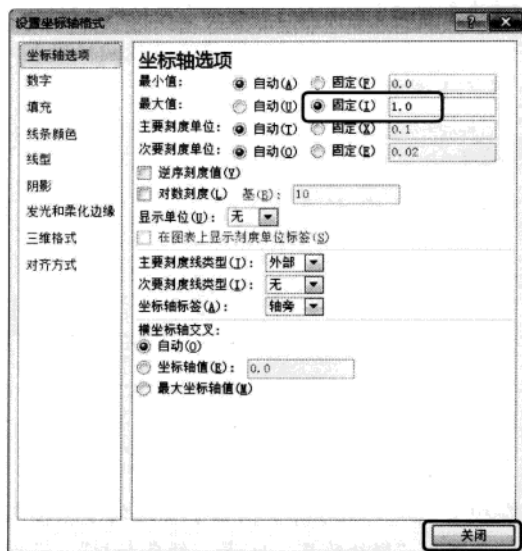 设置坐标轴格式
坐标轴选项
数字
填充
线条颜色
线型
阴影
发光和柔化边缘
三维格式
对齐方式
坐标轴选项
最小值: 自动(A) 固定(F) 0.0
最大值: 自动(U) 固定(I) 1.0
主要刻度单位: 自动(T) 固定(X) 0.1
次要刻度单位: 自动(O) 固定(E) 0.02
逆序刻度值(V)
对数刻度(L) 基(B): 10
显示单位(U): 无
在图表上显示刻度单位标签(S)
主要刻度线类型(J): 外部
次要刻度线类型(I): 无
坐标轴标签(A): 轴旁
横坐标轴交叉:
自动(O)
坐标轴值(E): 0.0
最大坐标轴值(M)
关闭